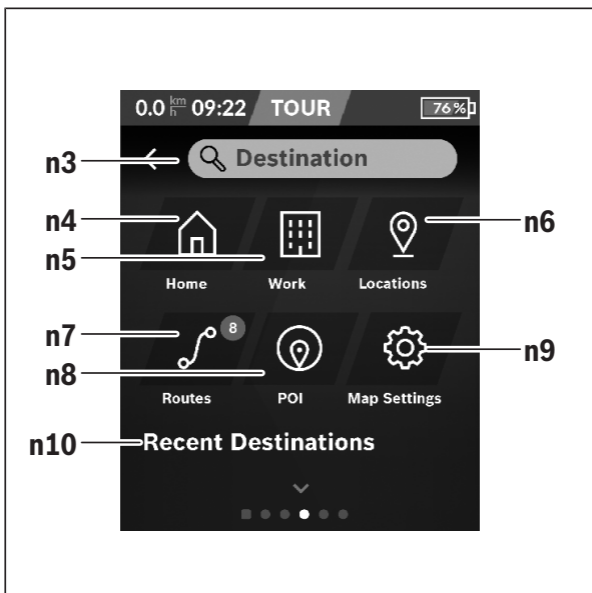 0.0 km/h 09:22 TOUR 76%
n3 Destination
n4 n6
n5
Home Work Locations
n7 8
n9
n8
Routes POI Map Settings
n10 Recent Destinations